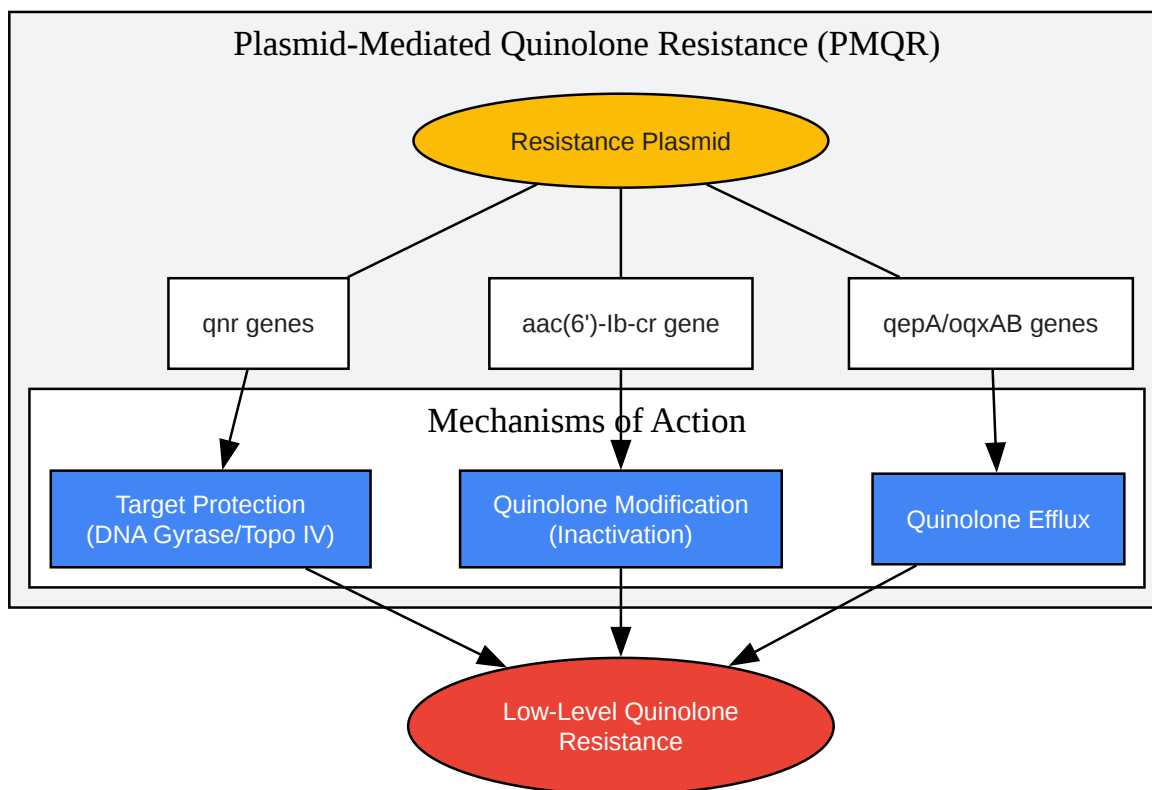 Plasmid-Mediated Quinolone Resistance (PMQR)
Resistance Plasmid
qnr genes
aac(6')-Ib-cr gene
qepA/oqxAB genes
Mechanisms of Action
Target Protection
(DNA Gyrase/Topo IV)
Quinolone Modification
(Inactivation)
Quinolone Efflux
Low-Level Quinolone
Resistance